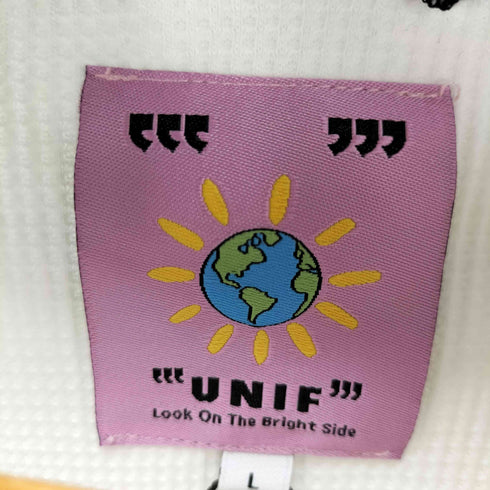 ❛❛❛ ❜❜❜
❛❛❛ UNIF ❜❜❜
Look On The Bright Side
L